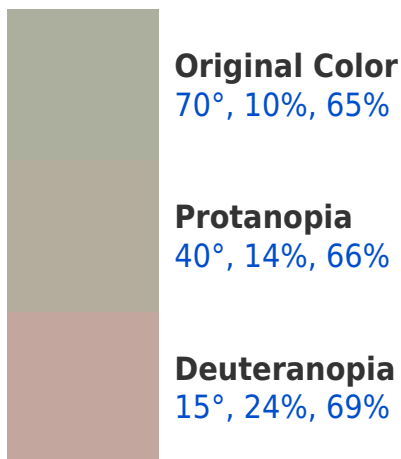 Original Color
70°, 10%, 65%
Protanopia
40°, 14%, 66%
Deuteranopia
15°, 24%, 69%